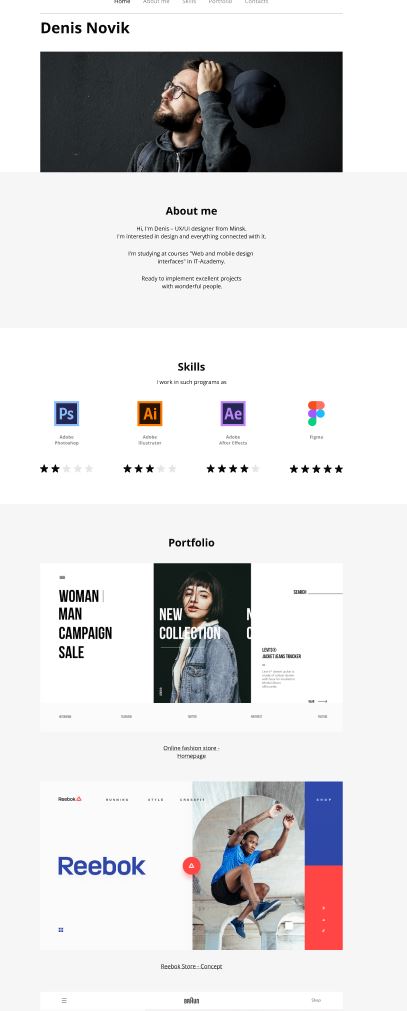 Home About me Skills Portfolio Contacts
Denis Novik
About me
Hi, I'm Denis – UX/UI designer from Minsk.
I'm interested in design and everything connected with it.
I'm studying at courses "Web and mobile design
interfaces" in IT-Academy.
Ready to implement excellent projects
with wonderful people.
Skills
I work in such programs as
Ps Ai Ae
Adobe
Photoshop
Adobe
Illustrator
Adobe
After Effects
Figma
Portfolio
WOMAN |
MAN
CAMPAIGN
SALE
NEW
COLLECTION
N
C
SEARCH
LEVI'S®
JACKET JEANS TRUCKER
Online fashion store -
Homepage
Reebok RUNNING STYLE CROSSFIT SHOP
Reebok
Reebok Store - Concept
BRAUN Shop